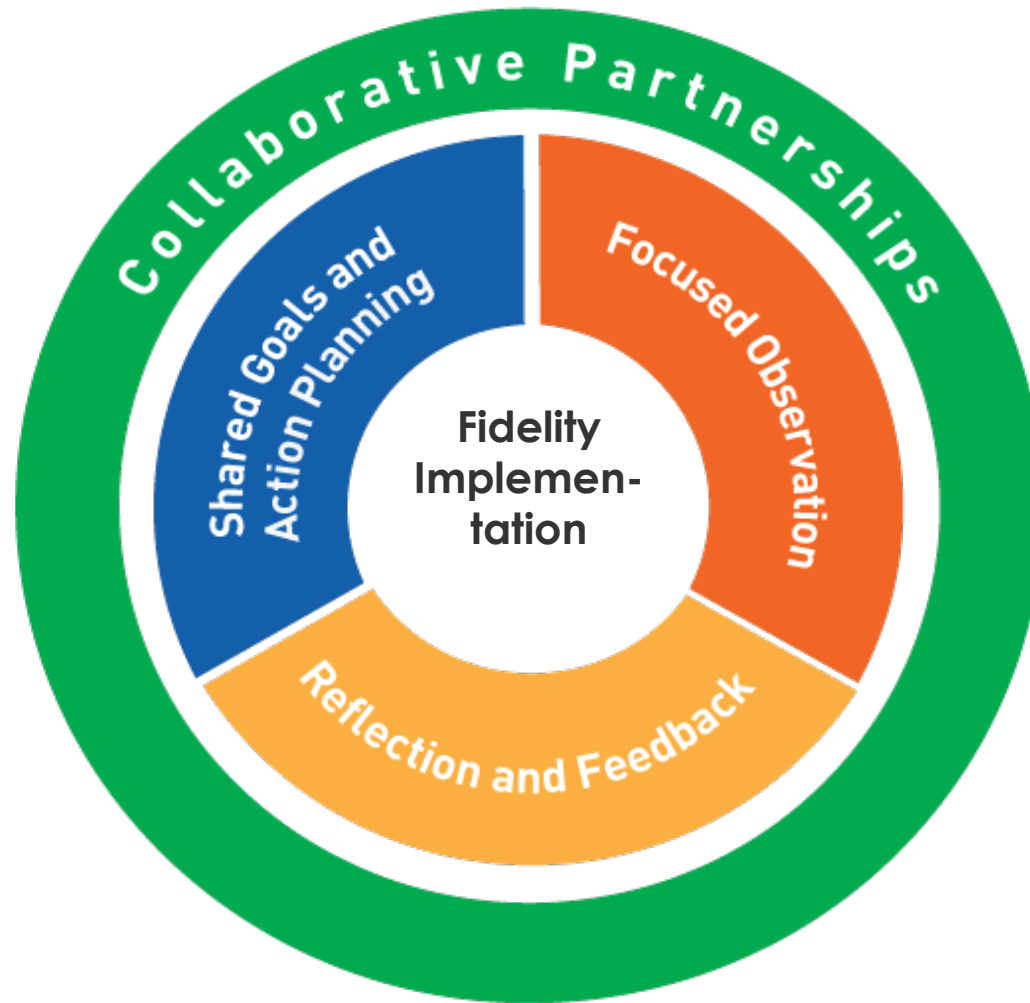 Collaborative Partnerships
Shared Goals and
Action Planning
Focused Observation
Fidelity
Implemen-
tation
Reflection and Feedback